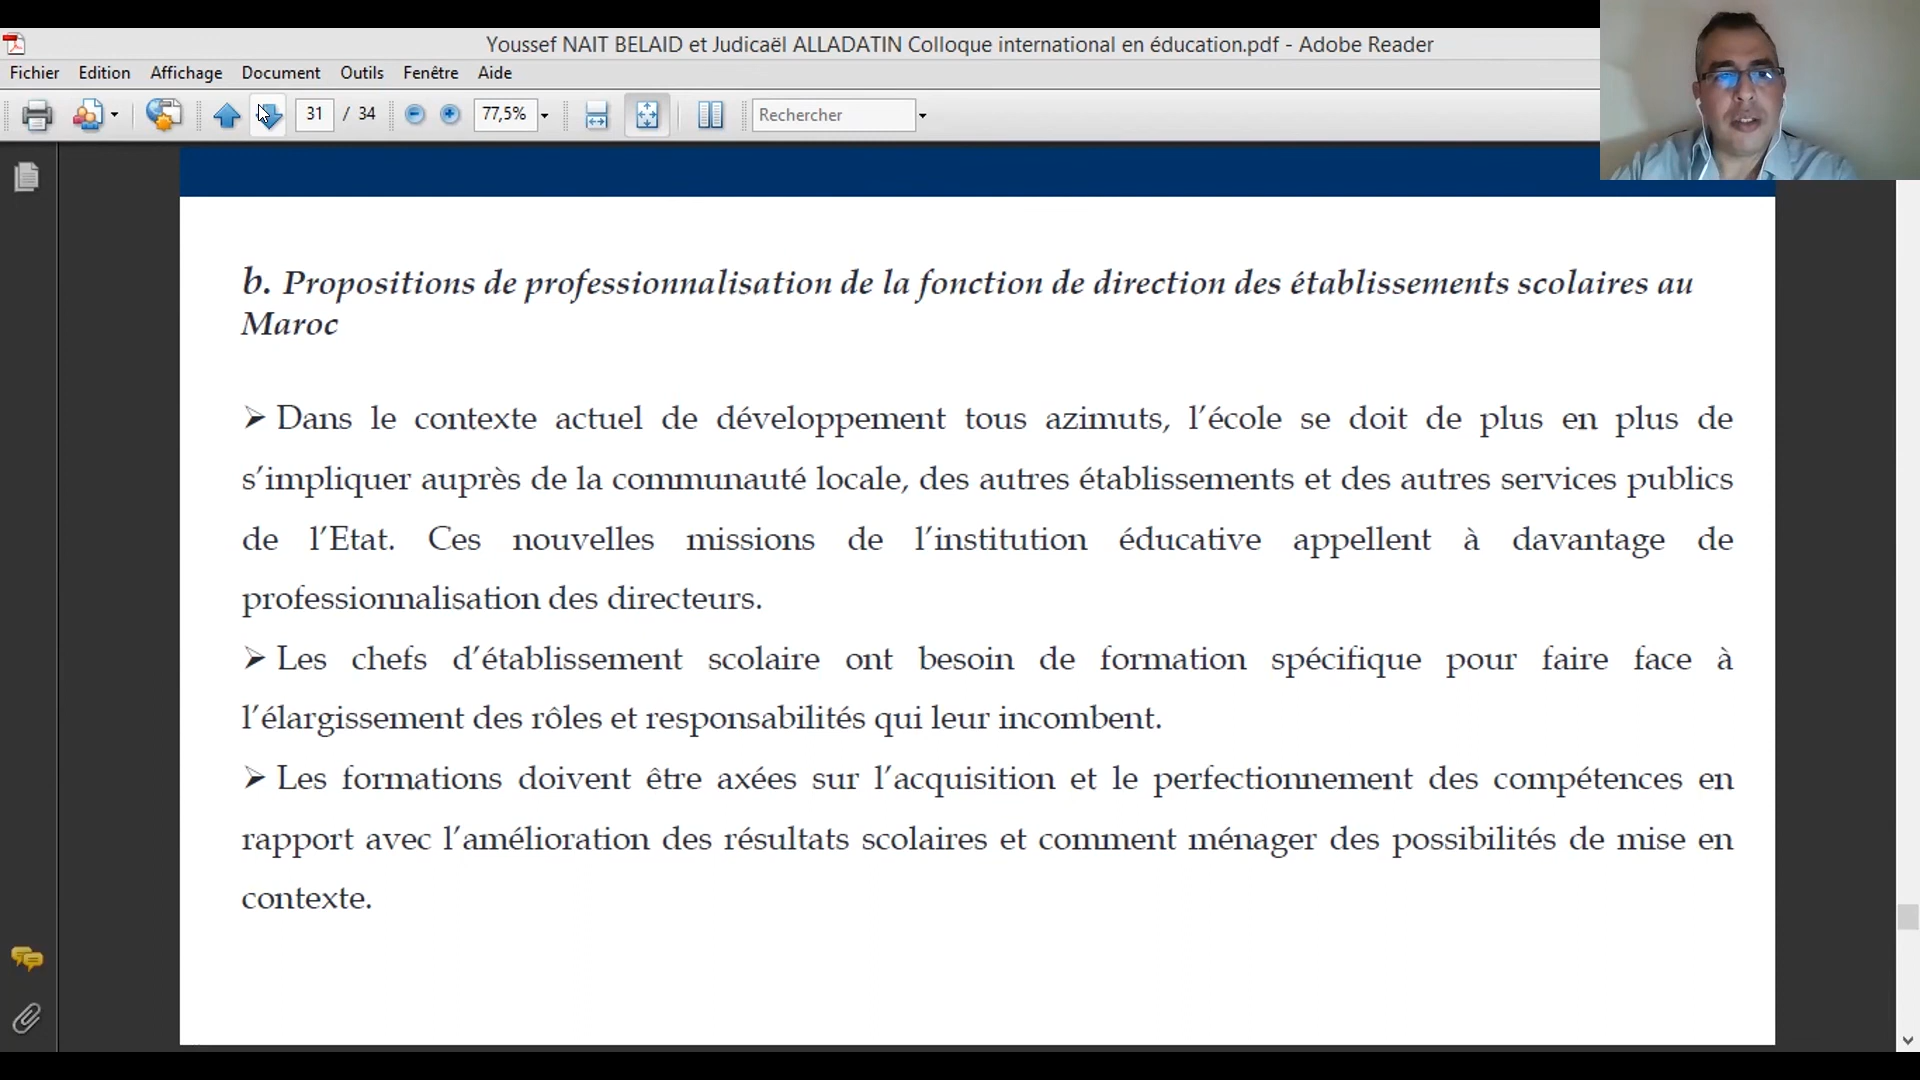 Youssef NAIT BELAID et Judicaël ALLADATIN Colloque international en éducation.pdf - Adobe Reader
Fichier Edition Affichage Document Outils Fenêtre Aide
31 / 34 77,5% Rechercher
b. Propositions de professionnalisation de la fonction de direction des établissements scolaires au
Maroc
➢ Dans le contexte actuel de développement tous azimuts, l’école se doit de plus en plus de
s’impliquer auprès de la communauté locale, des autres établissements et des autres services publics
de l’Etat. Ces nouvelles missions de l’institution éducative appellent à davantage de
professionnalisation des directeurs.
➢ Les chefs d’établissement scolaire ont besoin de formation spécifique pour faire face à
l’élargissement des rôles et responsabilités qui leur incombent.
➢ Les formations doivent être axées sur l’acquisition et le perfectionnement des compétences en
rapport avec l’amélioration des résultats scolaires et comment ménager des possibilités de mise en
contexte.